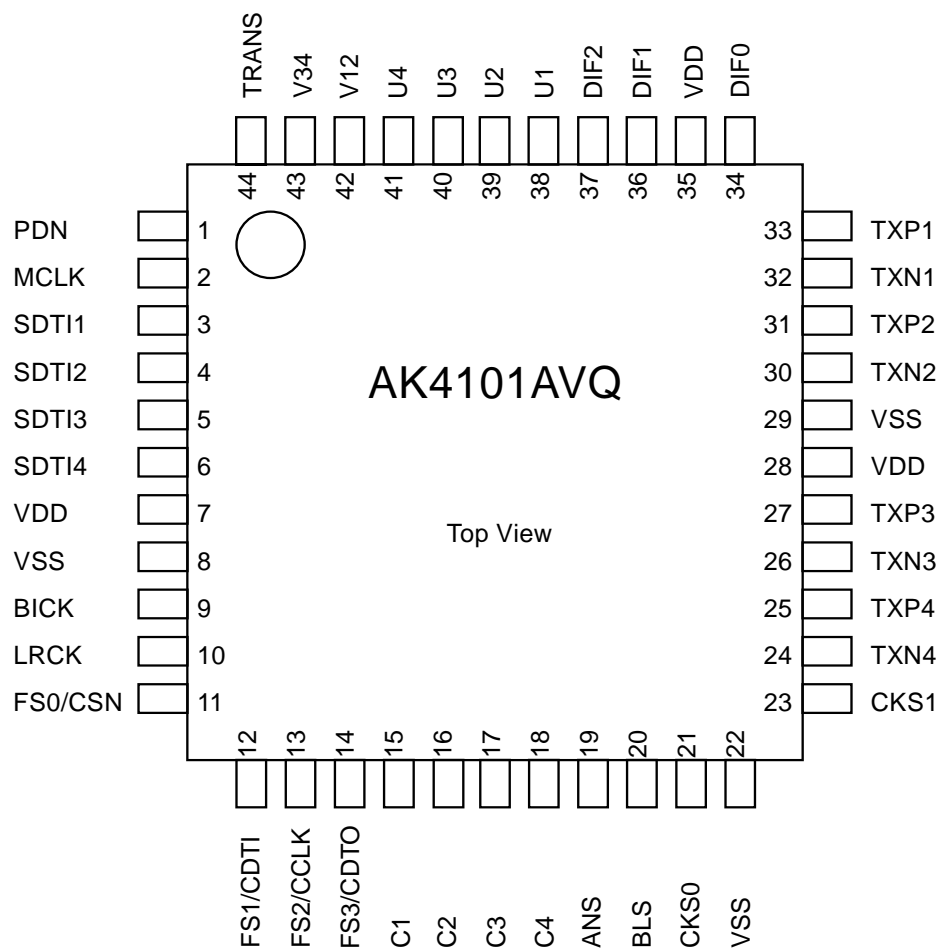 TRANS V34 V12 U4 U3 U2 U1 DIF2 DIF1 VDD DIF0
44 43 42 41 40 39 38 37 36 35 34
PDN 1 33 TXP1
MCLK 2 32 TXN1
SDTI1 3 31 TXP2
SDTI2 4 30 TXN2
AK4101AVQ
SDTI3 5 29 VSS
SDTI4 6 28 VDD
VDD 7 27 TXP3
Top View
VSS 8 26 TXN3
BICK 9 25 TXP4
LRCK 10 24 TXN4
FS0/CSN 11 23 CKS1
12 13 14 15 16 17 18 19 20 21 22
FS1/CDTI FS2/CCLK FS3/CDTO C1 C2 C3 C4 ANS BLS CKS0 VSS